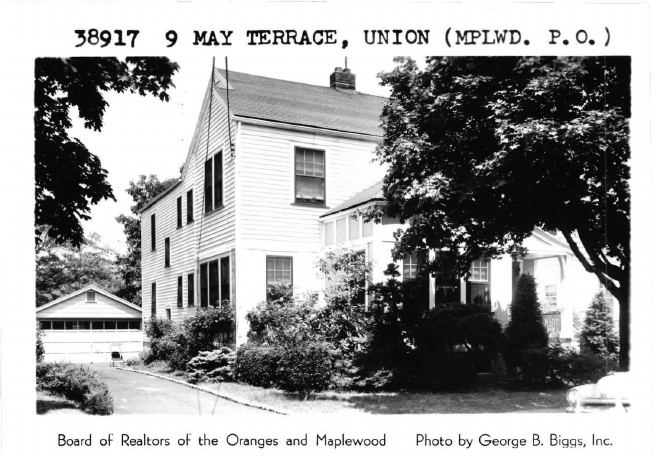 38917 9 MAY TERRACE, UNION (MPLWD. P.O.)
Board of Realtors of the Oranges and Maplewood Photo by George B. Biggs, Inc.